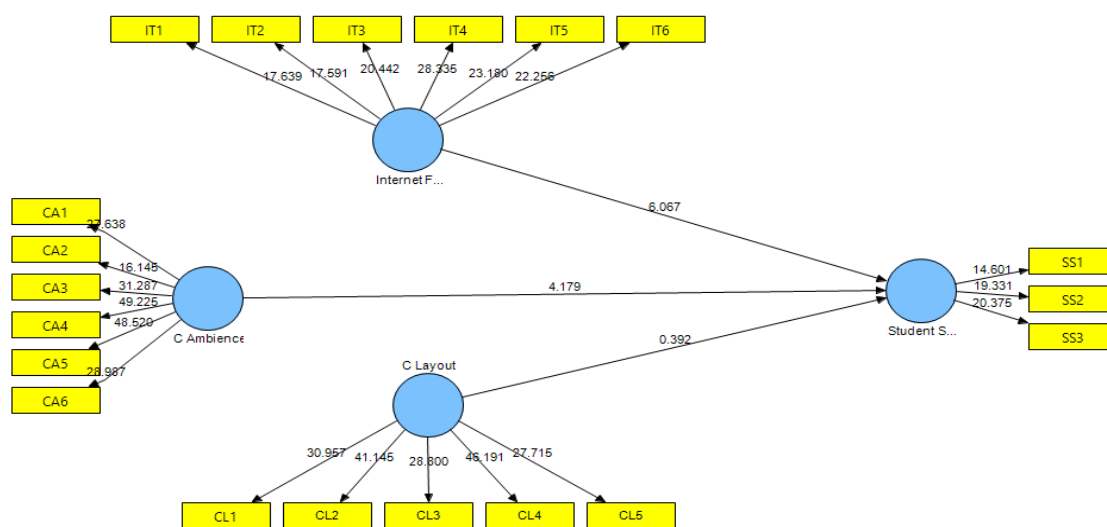 IT1 IT2 IT3 IT4 IT5 IT6
17.639 17.591 20.442 28.335 23.180 22.256
Internet F...
6.067
CA1
CA2
CA3
CA4
CA5
CA6
27.638
16.145
31.287
49.225
48.520
28.987
C Ambience
4.179
C Layout
0.392
30.957 41.145 28.800 46.191 27.715
CL1 CL2 CL3 CL4 CL5
Student S...
14.601
19.331
20.375
SS1
SS2
SS3